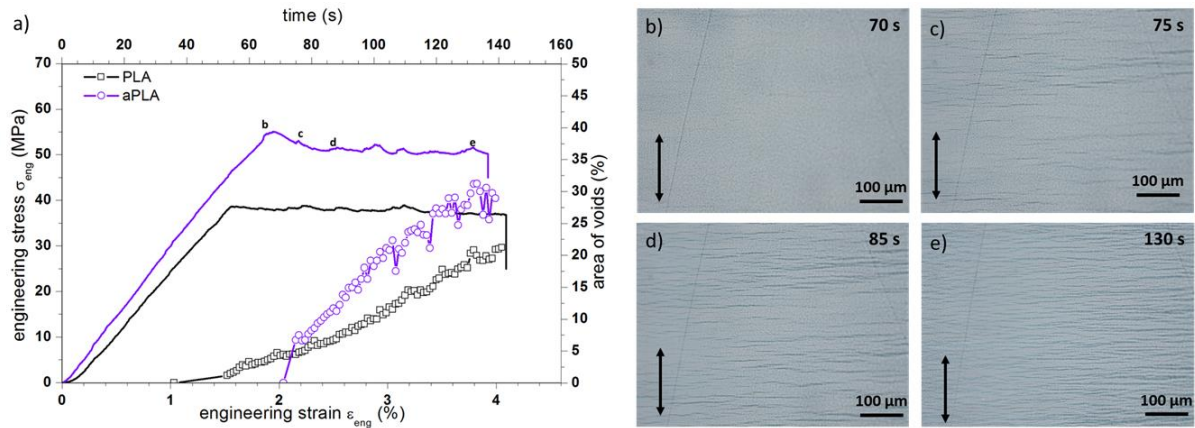 a)
time (s)
0 20 40 60 80 100 120 140 160
70
60
50
40
30
20
10
0
engineering stress σeng (MPa)
PLA
aPLA
b
c
d
e
50
45
40
35
30
25
20
15
10
5
0
area of voids (%)
0 1 2 3 4
engineering strain εeng (%)
b) 70 s
100 µm
c) 75 s
100 µm
d) 85 s
100 µm
e) 130 s
100 µm